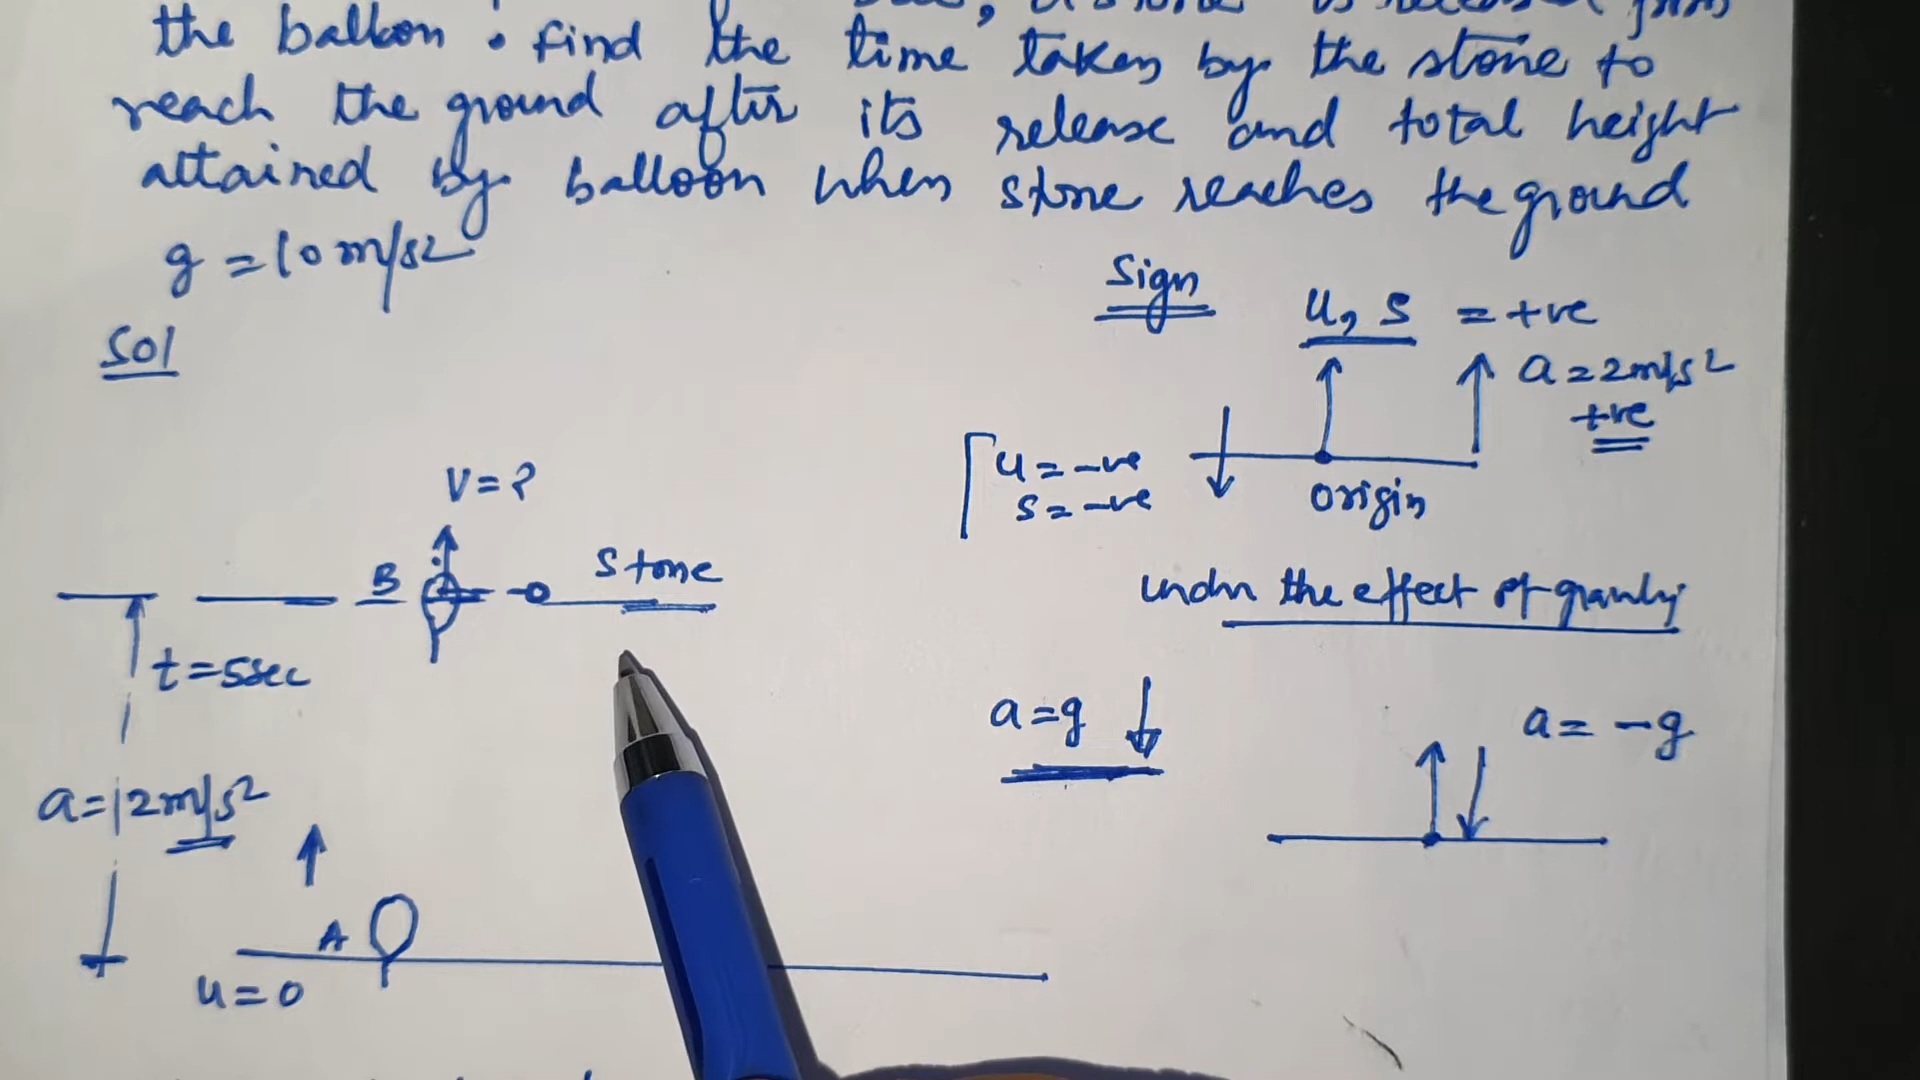 the balloon. find the time taken by the stone to
reach the ground after its release and total height
attained by balloon when stone reaches the ground
g = 10 m/s2
Sol
Sign
u, s = +ve
a = 2m/s2
+ve
u = -ve
s = -ve
origin
V = ?
B
Stone
t = 5sec
under the effect of gravity
a = g
a = -g
a = 2m/s2
A
u = 0